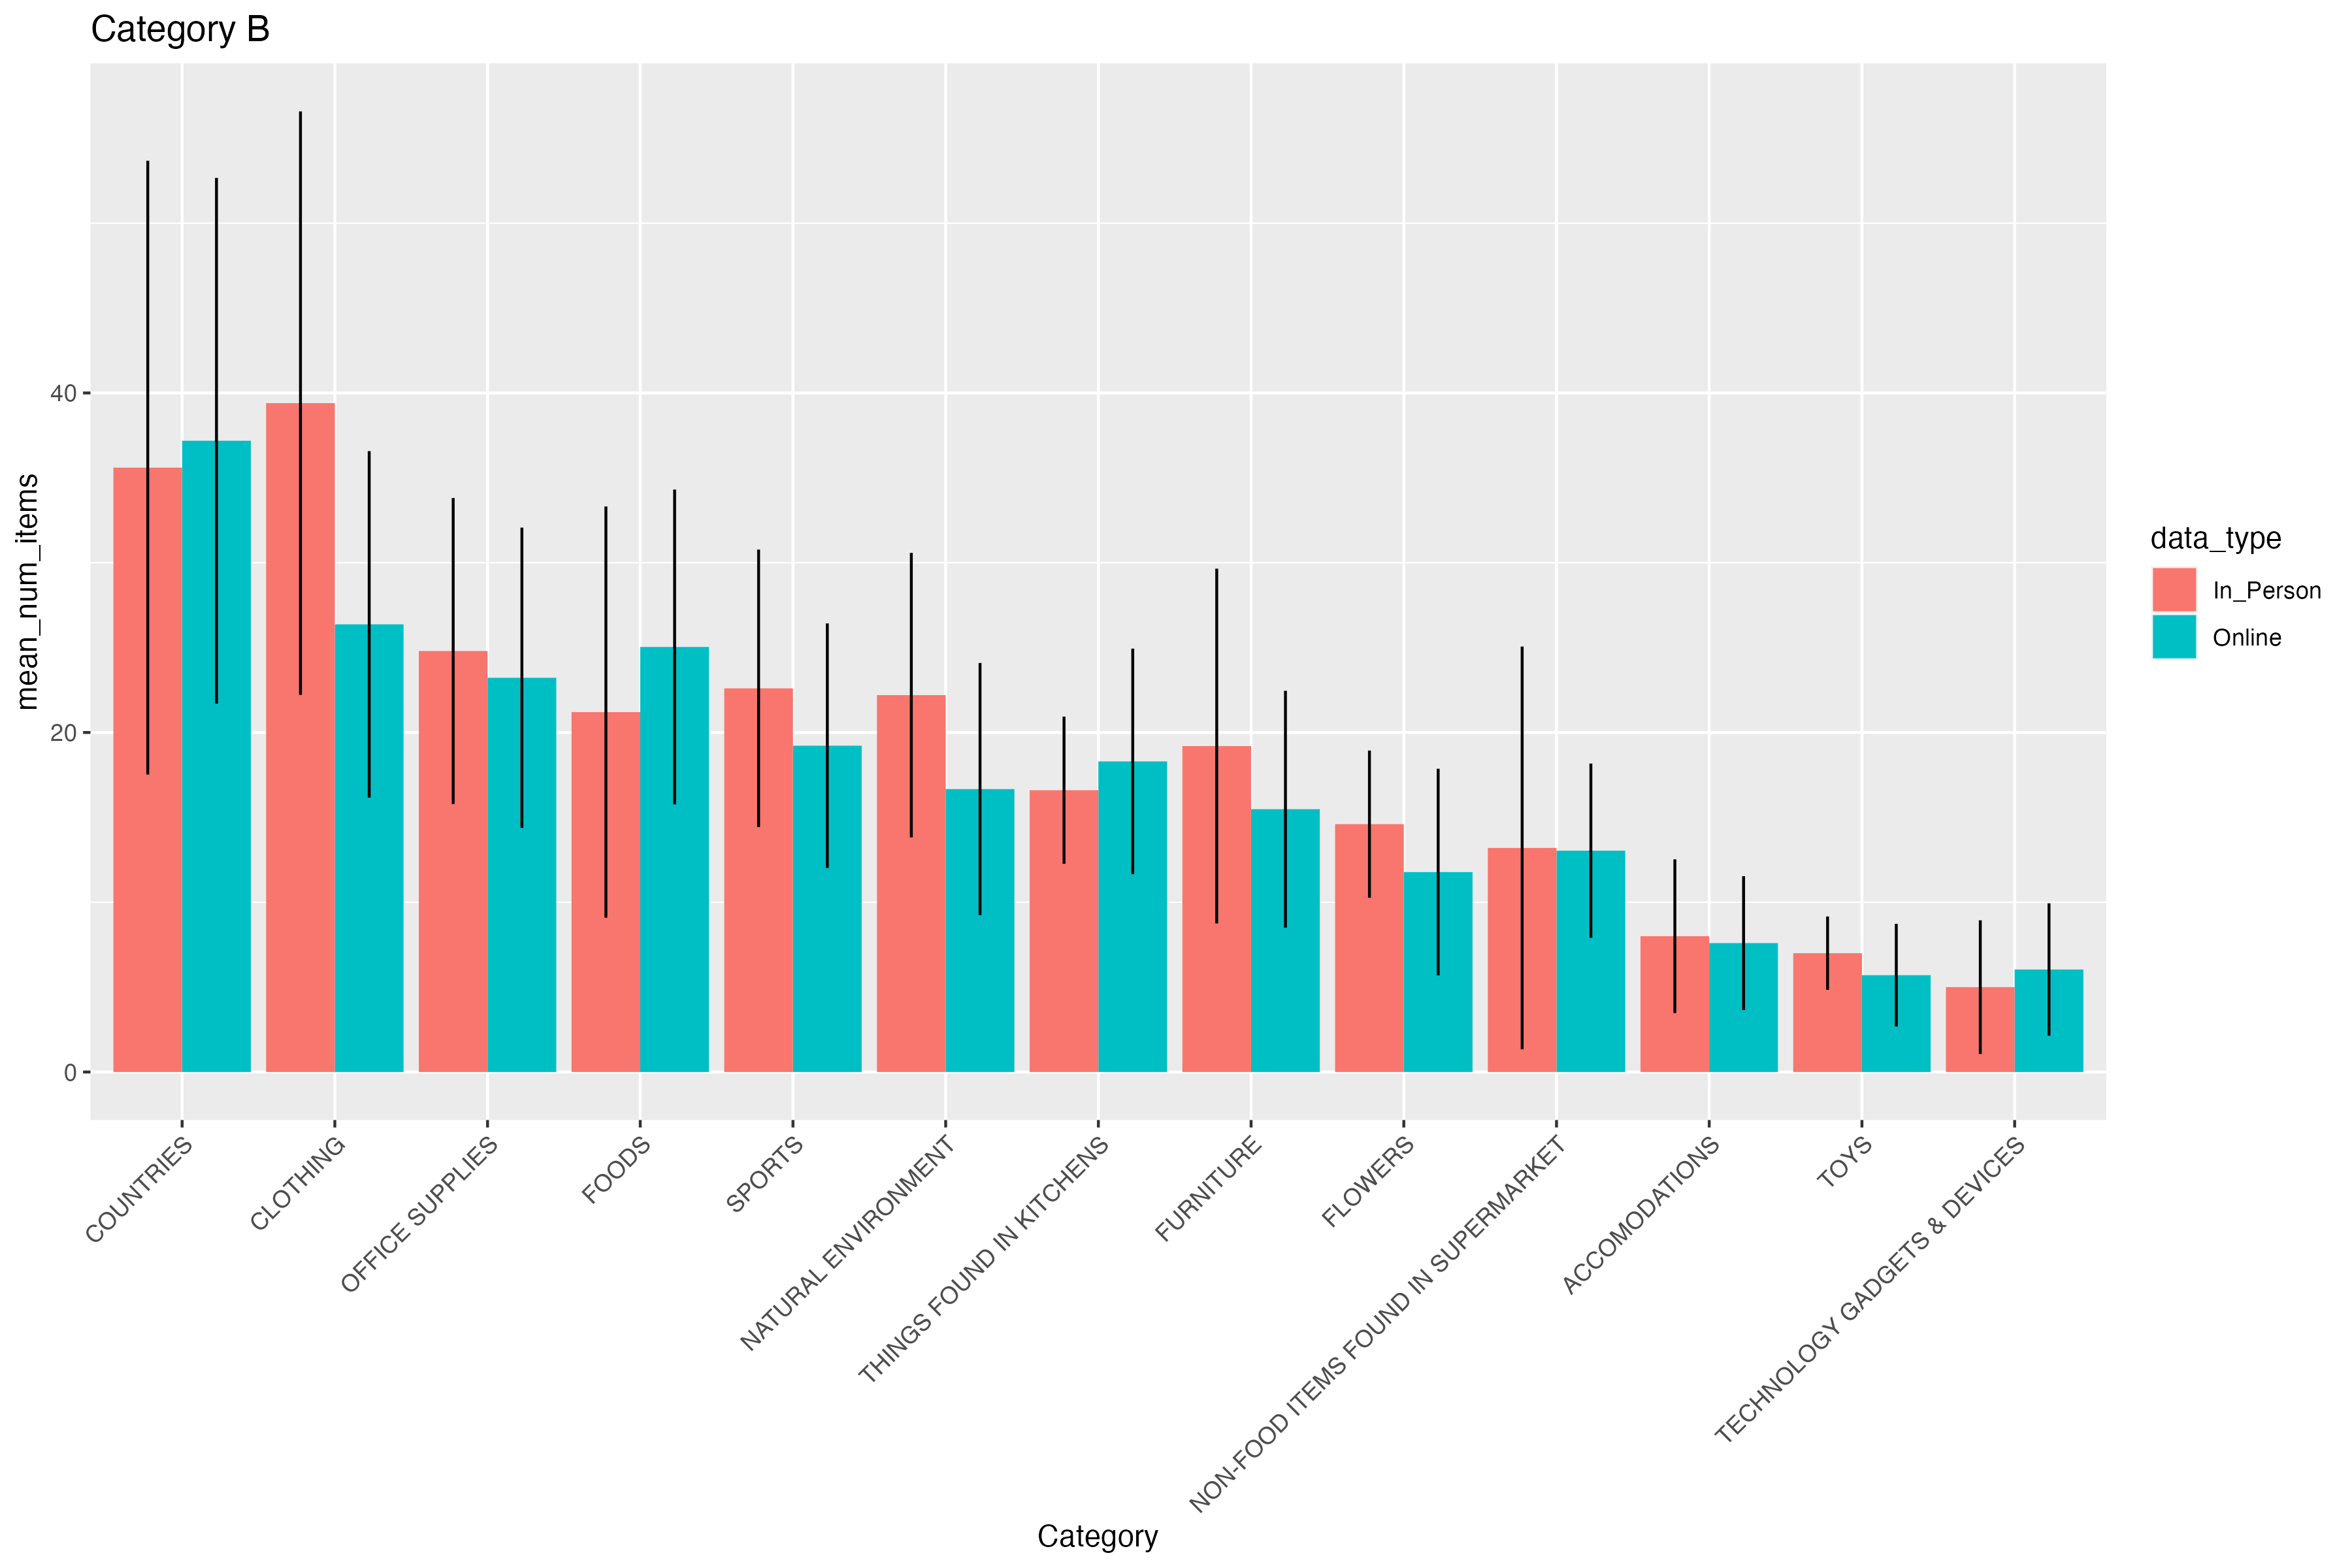 Category B
mean_num_items
40
20
0
COUNTRIES
CLOTHING
OFFICE SUPPLIES
FOODS
SPORTS
NATURAL ENVIRONMENT
THINGS FOUND IN KITCHENS
FURNITURE
FLOWERS
NON-FOOD ITEMS FOUND IN SUPERMARKET
ACCOMODATIONS
TOYS
TECHNOLOGY GADGETS & DEVICES
Category
data_type
In_Person
Online